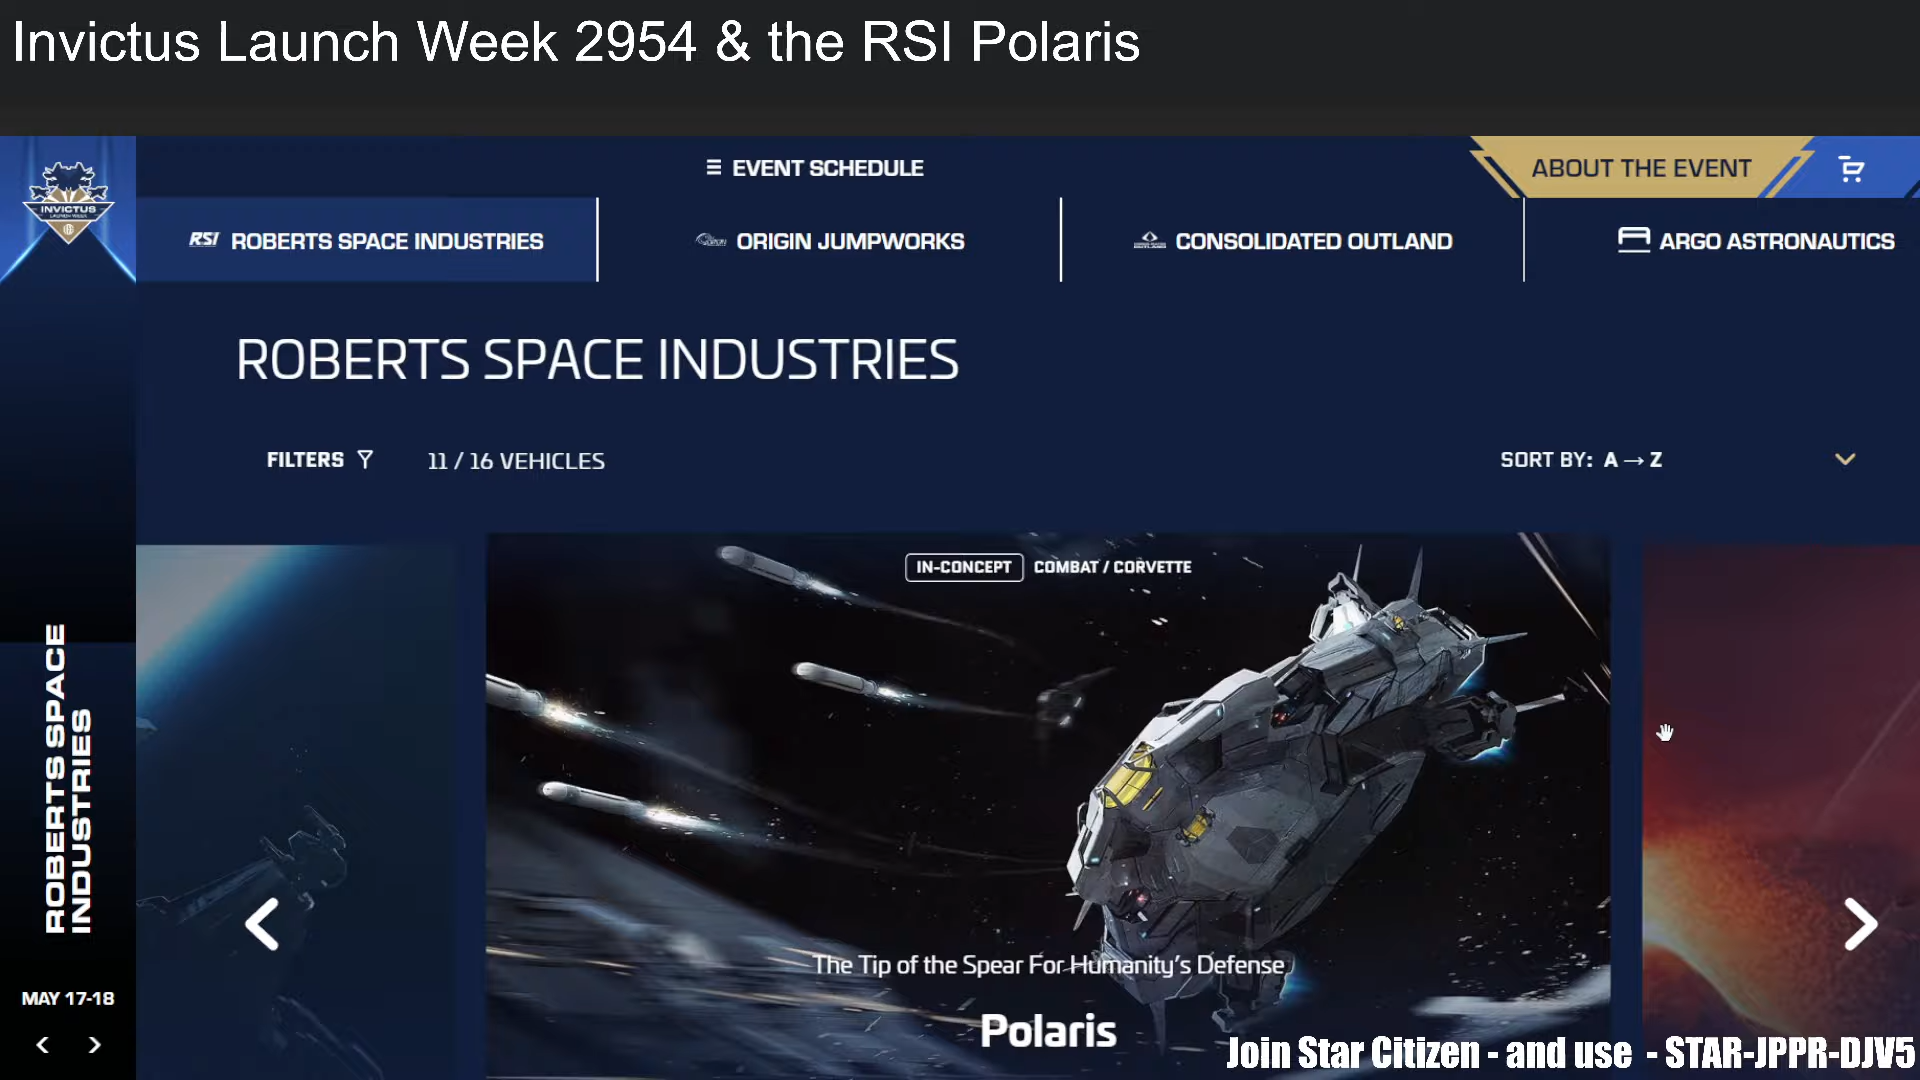 Invictus Launch Week 2954 & the RSI Polaris
EVENT SCHEDULE
ABOUT THE EVENT
INVICTUS
LAUNCH WEEK
RSI ROBERTS SPACE INDUSTRIES
ORIGIN JUMPWORKS
CONSOLIDATED OUTLAND
ARGO ASTRONAUTICS
ROBERTS SPACE INDUSTRIES
FILTERS
11 / 16 VEHICLES
SORT BY: A → Z
IN-CONCEPT COMBAT / CORVETTE
ROBERTS SPACE
INDUSTRIES
The Tip of the Spear For Humanity's Defense
MAY 17-18
Polaris
Join Star Citizen - and use - STAR-JPPR-DJV5